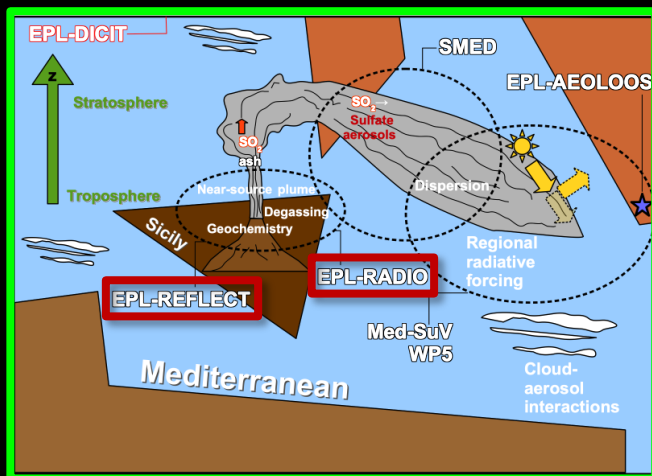 EPL-DICIT
SMED
EPL-AEOLOOS
z
Stratosphere
SO2→
Sulfate
aerosols
SO2
ash
Troposphere
Near-source plume
Dispersion
Degassing
Geochemistry
Sicily
Regional
radiative
forcing
EPL-RADIO
EPL-REFLECT
Med-SuV
WP5
Mediterranean
Cloud-
aerosol
interactions